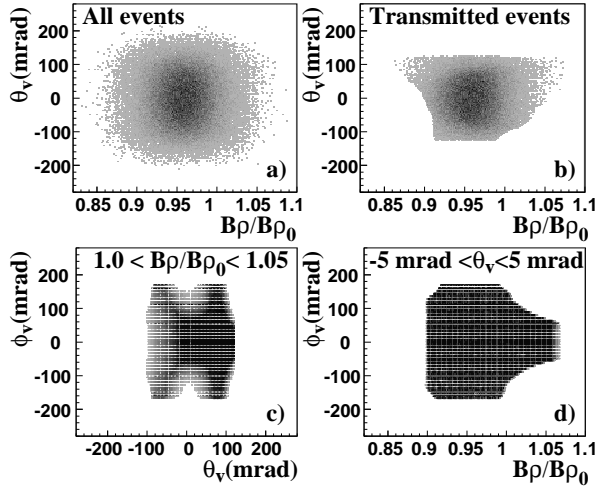 All events
θv(mrad)
200
100
0
-100
-200
a)
0.85 0.9 0.95 1 1.05 1.1
Bρ/Bρ0
Transmitted events
θv(mrad)
200
100
0
-100
-200
b)
0.85 0.9 0.95 1 1.05 1.1
Bρ/Bρ0
1.0 < Bρ/Bρ0 < 1.05
ϕv(mrad)
200
100
0
-100
-200
c)
-200 -100 0 100 200
θv(mrad)
-5 mrad <θv<5 mrad
ϕv(mrad)
200
100
0
-100
-200
d)
0.85 0.9 0.95 1 1.05 1.1
Bρ/Bρ0